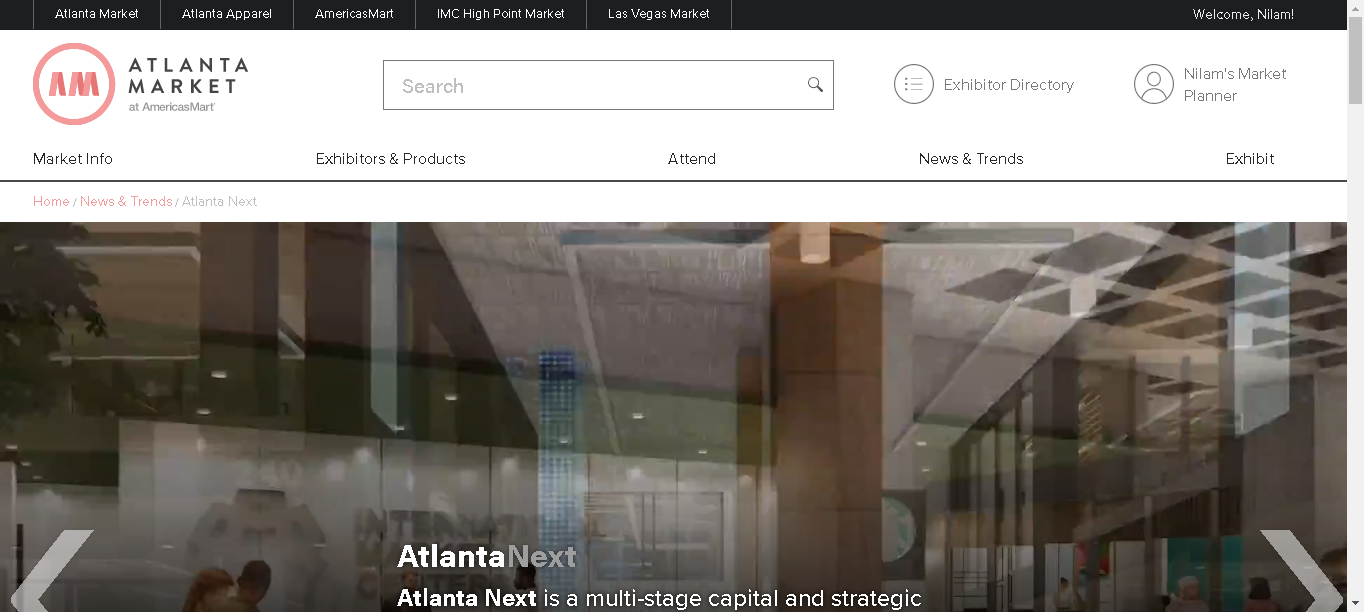 Atlanta Market
Atlanta Apparel
AmericasMart
IMC High Point Market
Las Vegas Market
Welcome, Nilam!
ATLANTA
MARKET
at AmericasMart
Search
Exhibitor Directory
Nilam's Market
Planner
Market Info
Exhibitors & Products
Attend
News & Trends
Exhibit
Home / News & Trends / Atlanta Next
AtlantaNext
Atlanta Next is a multi-stage capital and strategic